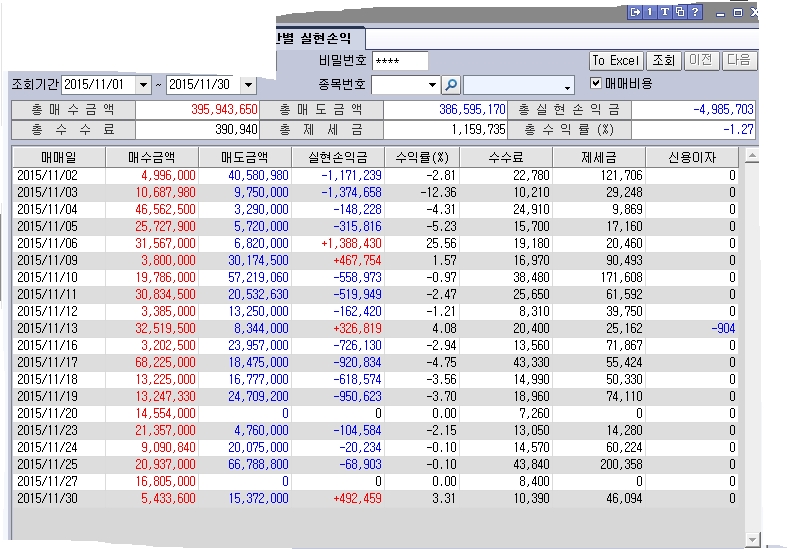 1 T ?
간별 실현손익
비밀번호 **** To Excel 조회 이전 다음
조회기간 2015/11/01 ~ 2015/11/30 종목번호 매매비용
총 매 수 금 액 395,943,650 총 매 도 금 액 386,595,170 총 실 현 손 익 금 -4,985,703
총 수 수 료 390,940 총 제 세 금 1,159,735 총 수 익 률 (%) -1.27
매매일 매수금액 매도금액 실현손익금 수익률(%) 수수료 제세금 신용이자
2015/11/02 4,996,000 40,580,980 -1,171,239 -2.81 22,780 121,706 0
2015/11/03 10,687,980 9,750,000 -1,374,658 -12.36 10,210 29,248 0
2015/11/04 46,562,500 3,290,000 -148,228 -4.31 24,910 9,869 0
2015/11/05 25,727,900 5,720,000 -315,816 -5.23 15,700 17,160 0
2015/11/06 31,567,000 6,820,000 +1,388,430 25.56 19,180 20,460 0
2015/11/09 3,800,000 30,174,500 +467,754 1.57 16,970 90,493 0
2015/11/10 19,786,000 57,219,060 -558,973 -0.97 38,480 171,608 0
2015/11/11 30,834,500 20,532,630 -519,949 -2.47 25,650 61,592 0
2015/11/12 3,385,000 13,250,000 -162,420 -1.21 8,310 39,750 0
2015/11/13 32,519,500 8,344,000 +326,819 4.08 20,400 25,162 -904
2015/11/16 3,202,500 23,957,000 -726,130 -2.94 13,560 71,867 0
2015/11/17 68,225,000 18,475,000 -920,834 -4.75 43,330 55,424 0
2015/11/18 13,225,000 16,777,000 -618,574 -3.56 14,990 50,330 0
2015/11/19 13,247,330 24,709,200 -950,623 -3.70 18,960 74,110 0
2015/11/20 14,554,000 0 0 0.00 7,260 0 0
2015/11/23 21,357,000 4,760,000 -104,584 -2.15 13,050 14,280 0
2015/11/24 9,090,840 20,075,000 -20,234 -0.10 14,570 60,224 0
2015/11/25 20,937,000 66,788,800 -68,903 -0.10 43,840 200,358 0
2015/11/27 16,805,000 0 0 0.00 8,400 0 0
2015/11/30 5,433,600 15,372,000 +492,459 3.31 10,390 46,094 0